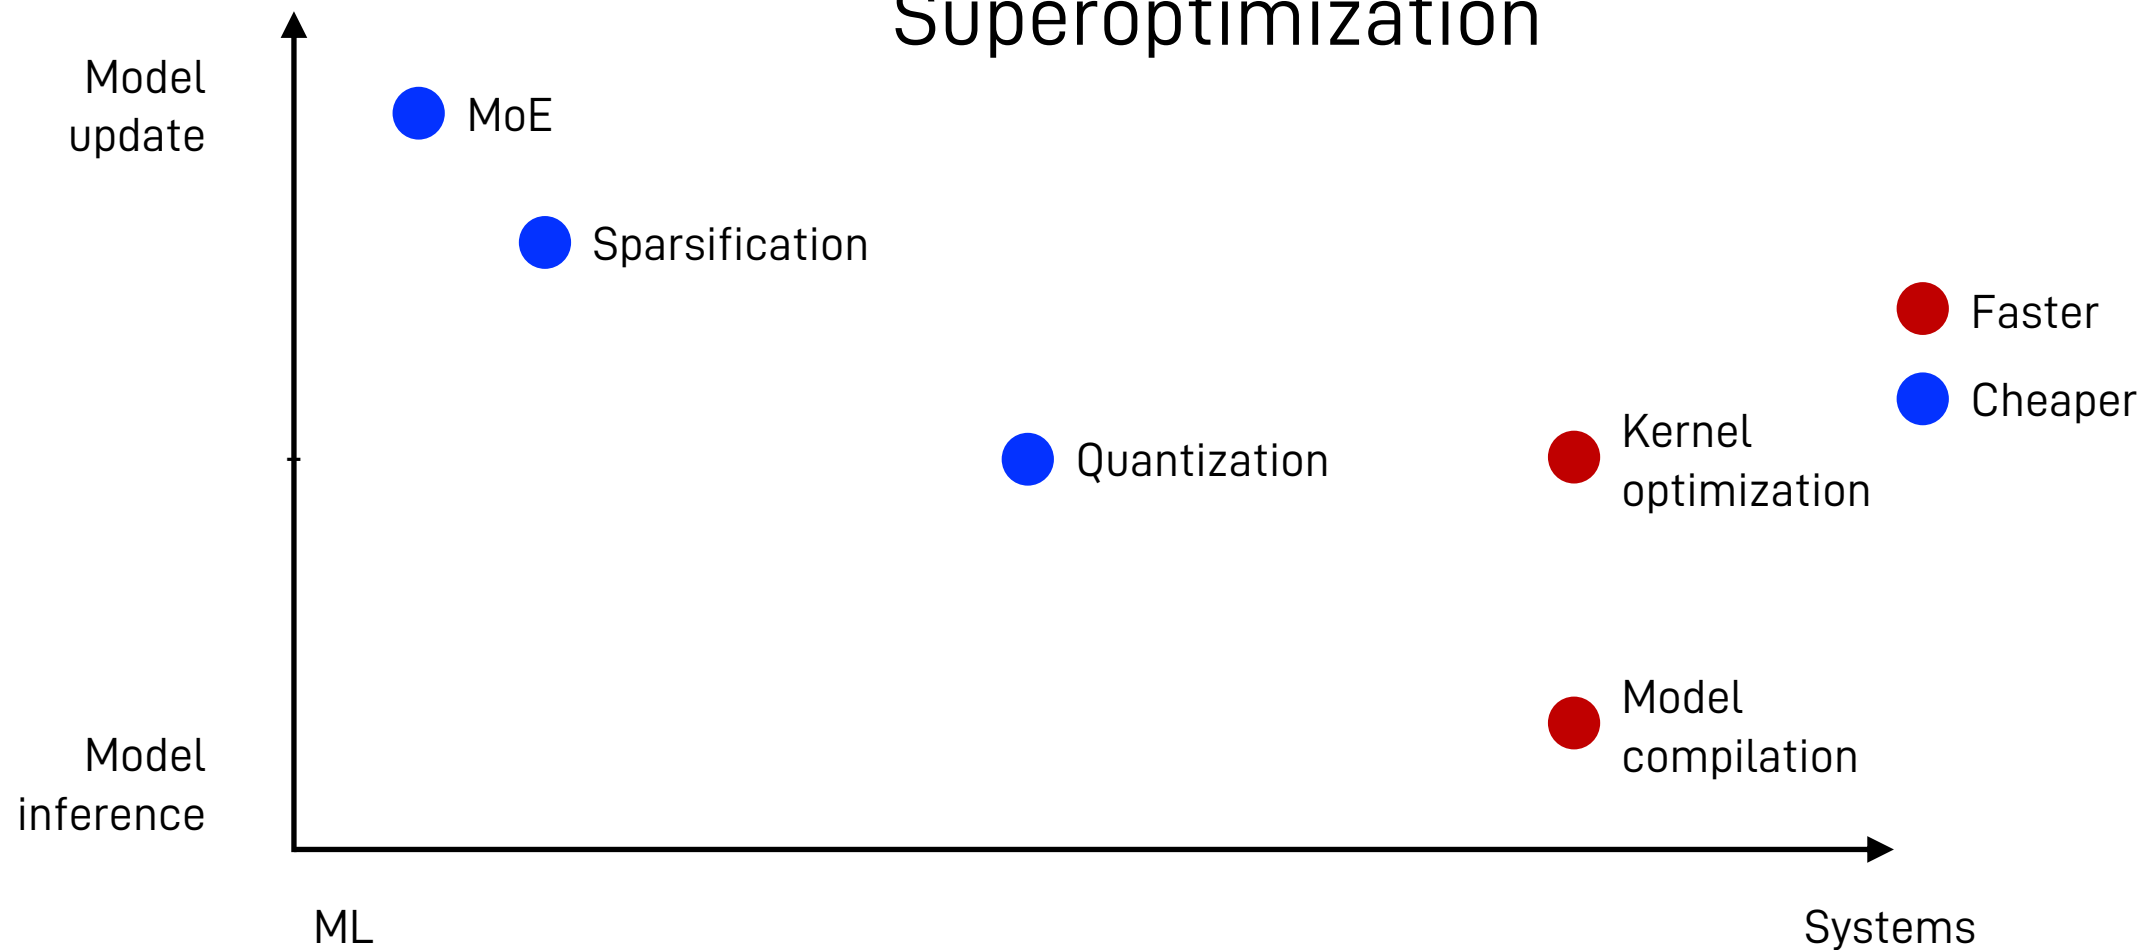 Superoptimization
Model
update
MoE
Sparsification
Faster
Cheaper
Quantization
Kernel
optimization
Model
compilation
Model
inference
ML
Systems